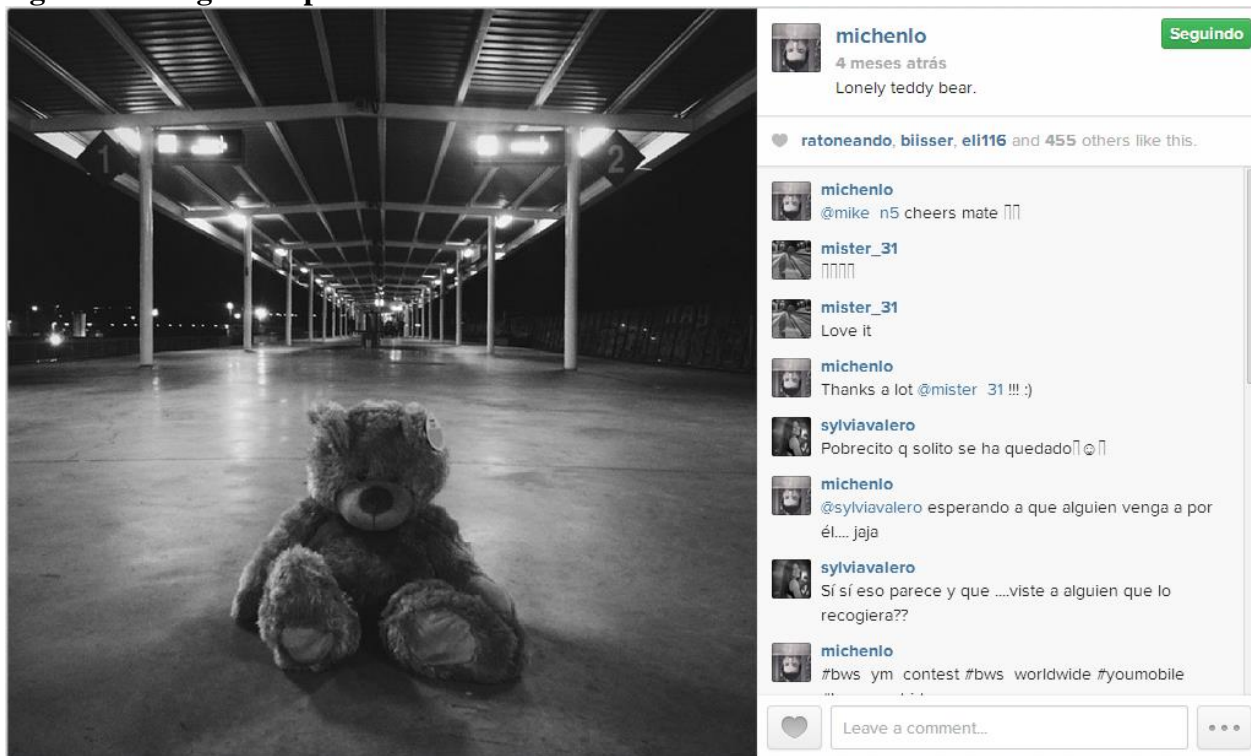 1
2
michenlo
Seguindo
4 meses atrás
Lonely teddy bear.
ratoneando, biisser, eli116 and 455 others like this.
michenlo
@mike n5 cheers mate
mister_31
mister_31
Love it
michenlo
Thanks a lot @mister 31 !!! :)
sylviavalero
Pobrecito q solito se ha quedado ☺
michenlo
@sylviavalero esperando a que alguien venga a por
él.... jaja
sylviavalero
Sí sí eso parece y que ....viste a alguien que lo
recogiera??
michenlo
#bws ym contest #bws worldwide #youmobile
Leave a comment...